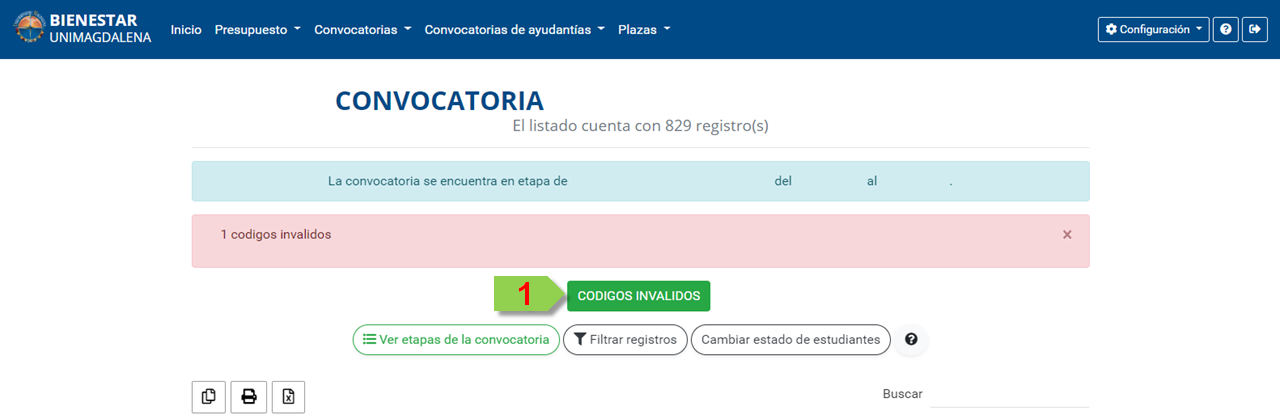 BIENESTAR
UNIMAGDALENA
Inicio Presupuesto Convocatorias Convocatorias de ayudantías Plazas Configuración
CONVOCATORIA
El listado cuenta con 829 registro(s)
La convocatoria se encuentra en etapa de del al .
1 codigos invalidos ×
1 CODIGOS INVALIDOS
Ver etapas de la convocatoria Filtrar registros Cambiar estado de estudiantes ?
Buscar